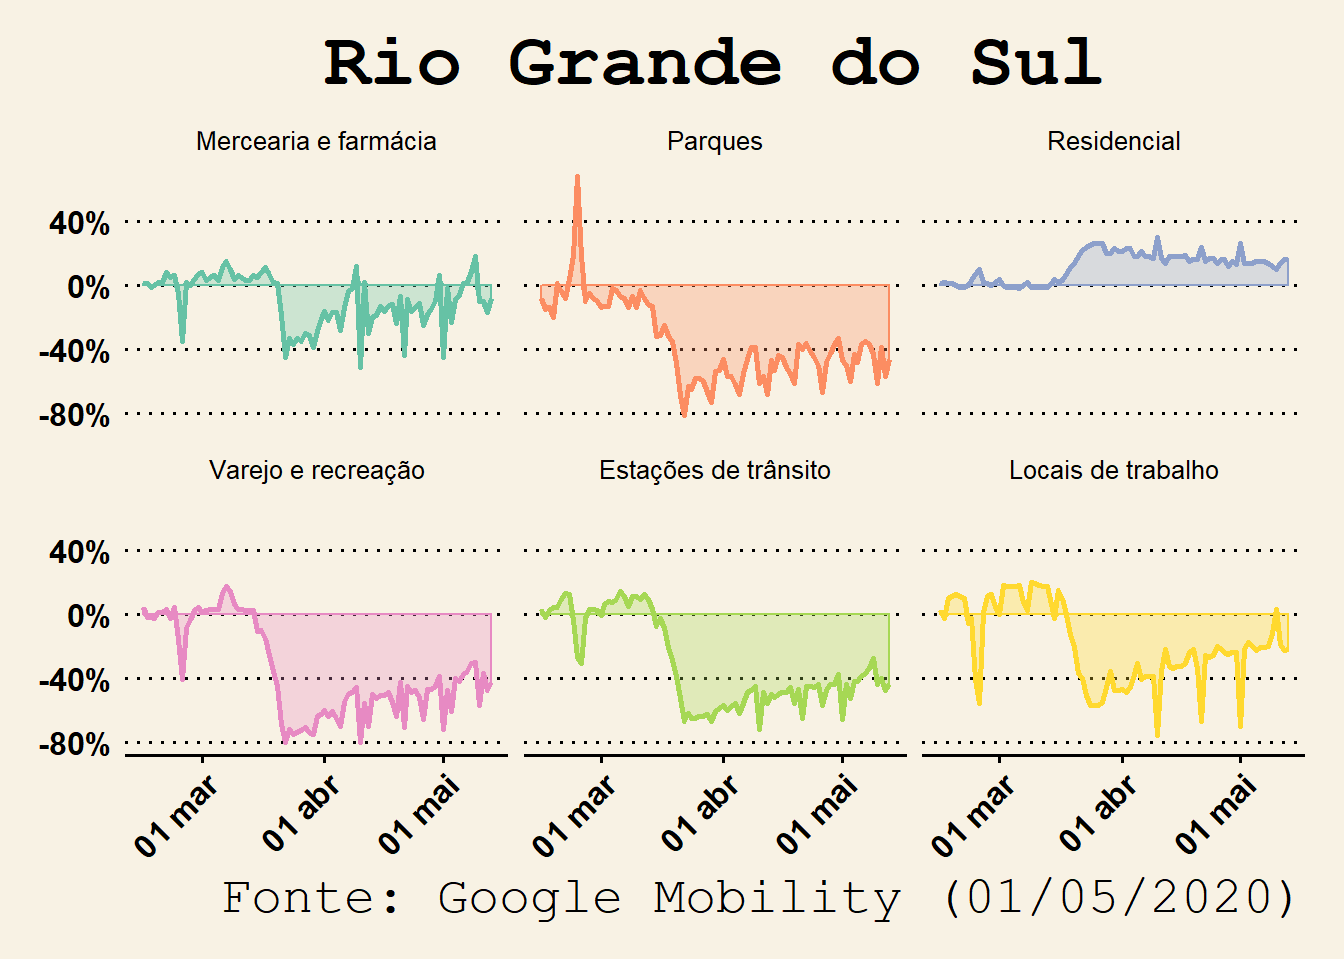 Rio Grande do Sul
Mercearia e farmácia
Parques
Residencial
40%
0%
-40%
-80%
Varejo e recreação
Estações de trânsito
Locais de trabalho
40%
0%
-40%
-80%
01 mar
01 abr
01 mai
01 mar
01 abr
01 mai
01 mar
01 abr
01 mai
Fonte: Google Mobility (01/05/2020)